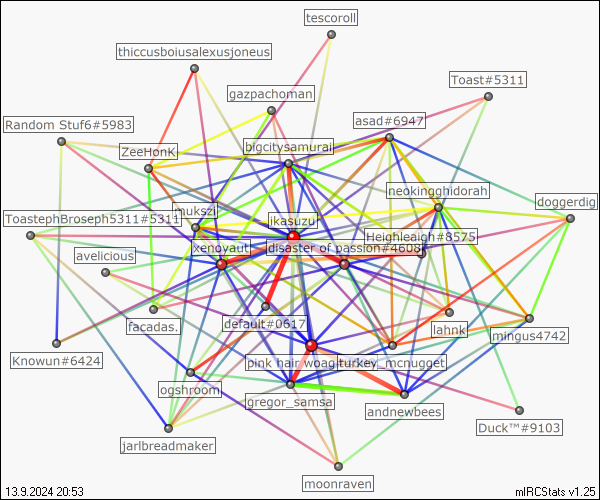 tescoroll
thiccusboiusalexusjoneus
Toast#5311
gazpachoman
asad#6947
Random Stuf6#5983
ZeeHonK
bigcitysamurai
neokingghidorah
doggerdig
mukszi
ToastephBroseph5311#5311
ikasuzu
Heighleaigh#8575
xenoyaut
disaster of passion#4608
avelicious
facadas.
default#0617
lahnk
mingus4742
Knowun#6424
pink hair woag
turkey_mcnugget
ogshroom
gregor_samsa
andnewbees
Duck™#9103
jarlbreadmaker
moonraven
13.9.2024 20:53
mIRCStats v1.25